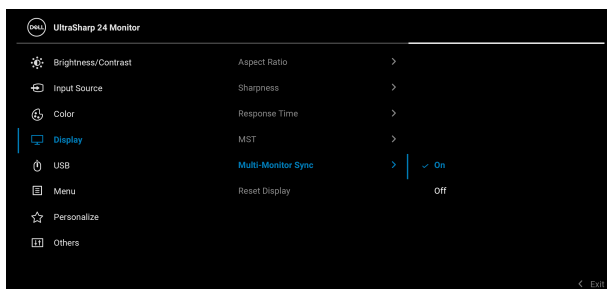 DELL UltraSharp 24 Monitor
Brightness/Contrast Aspect Ratio
Input Source Sharpness
Color Response Time
Display MST
USB Multi-Monitor Sync On
Menu Reset Display Off
Personalize
Others
Exit